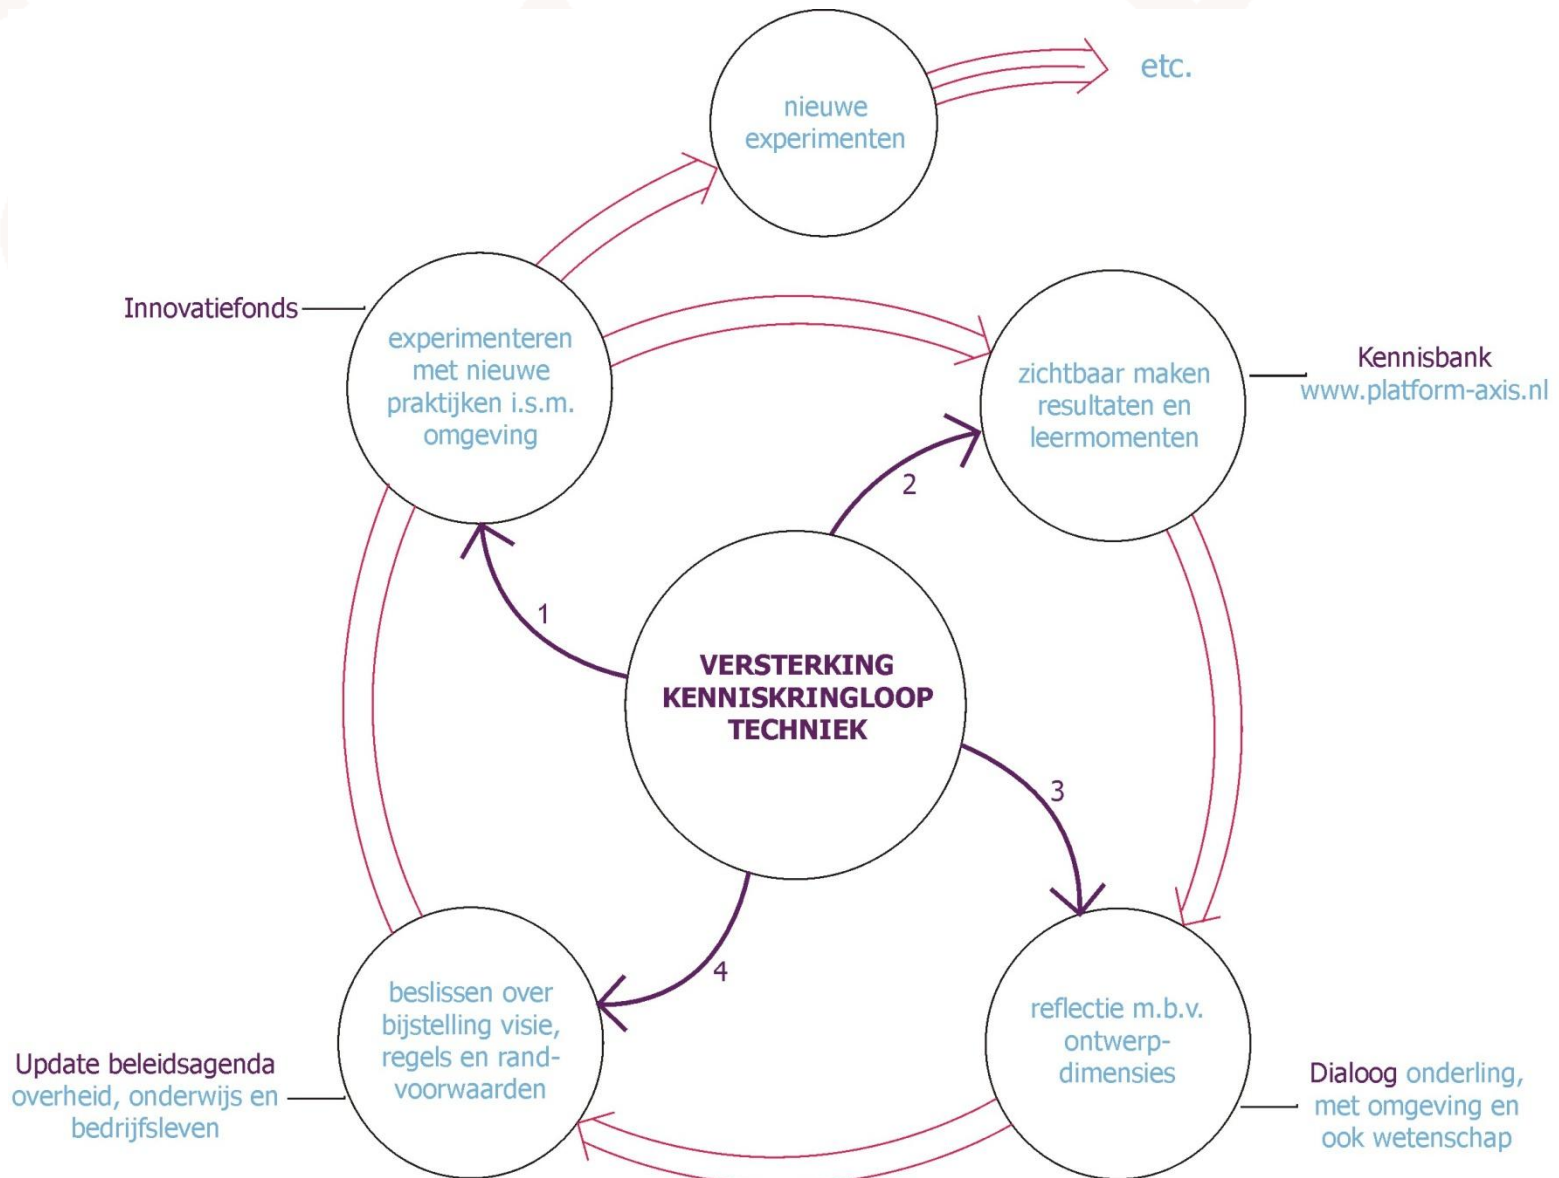 nieuwe
experimenten
etc.
Innovatiefonds
experimenteren
met nieuwe
praktijken i.s.m.
omgeving
zichtbaar maken
resultaten en
leermomenten
Kennisbank
www.platform-axis.nl
2
1
VERSTERKING
KENNISKRINGLOOP
TECHNIEK
3
4
beslissen over
bijstelling visie,
regels en rand-
voorwaarden
Update beleidsagenda
overheid, onderwijs en
bedrijfsleven
reflectie m.b.v.
ontwerp-
dimensies
Dialoog onderling,
met omgeving en
ook wetenschap